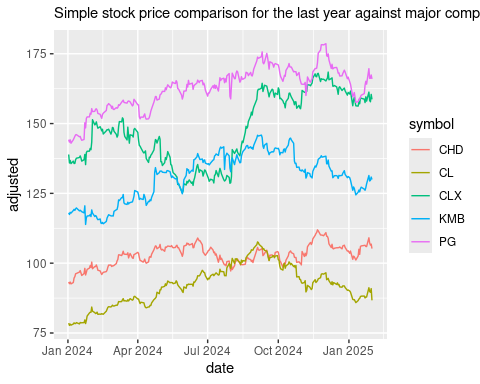 Simple stock price comparison for the last year against major comp
adjusted
175
150
125
100
75
Jan 2024 Apr 2024 Jul 2024 Oct 2024 Jan 2025
date
symbol
CHD
CL
CLX
KMB
PG